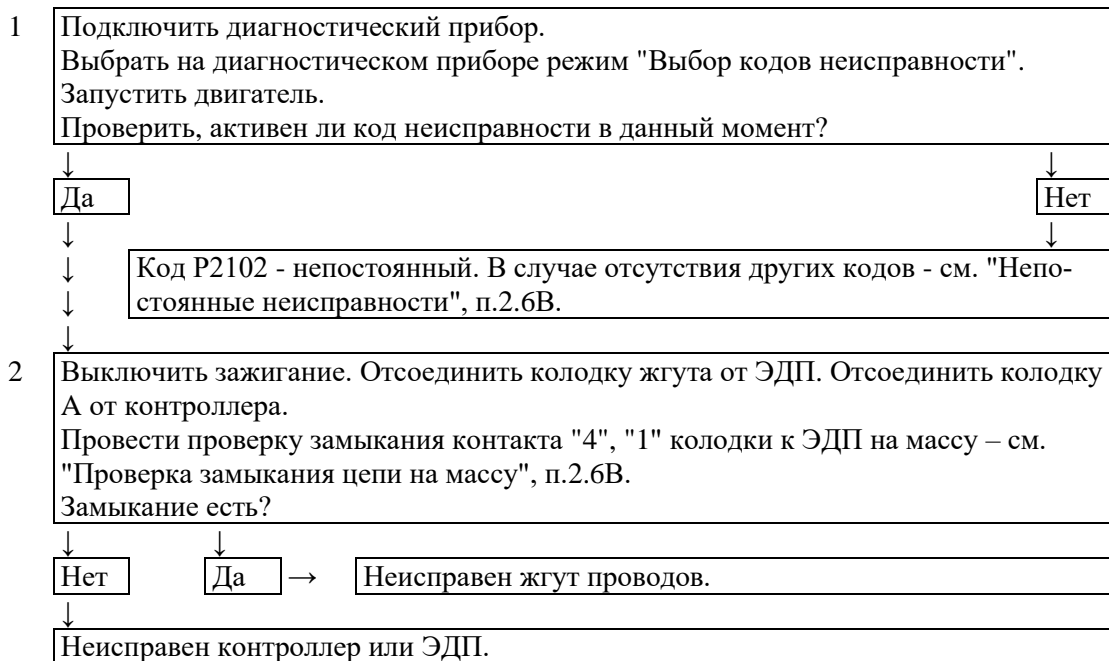 1 Подключить диагностический прибор.
Выбрать на диагностическом приборе режим "Выбор кодов неисправности".
Запустить двигатель.
Проверить, активен ли код неисправности в данный момент?
↓ ↓
Да Нет
↓ ↓
↓ Код Р2102 - непостоянный. В случае отсутствия других кодов - см. "Непо-
↓ стоянные неисправности", п.2.6В.
↓
2 Выключить зажигание. Отсоединить колодку жгута от ЭДП. Отсоединить колодку
А от контроллера.
Провести проверку замыкания контакта "4", "1" колодки к ЭДП на массу – см.
"Проверка замыкания цепи на массу", п.2.6В.
Замыкание есть?
↓ ↓
Нет Да → Неисправен жгут проводов.
↓
Неисправен контроллер или ЭДП.